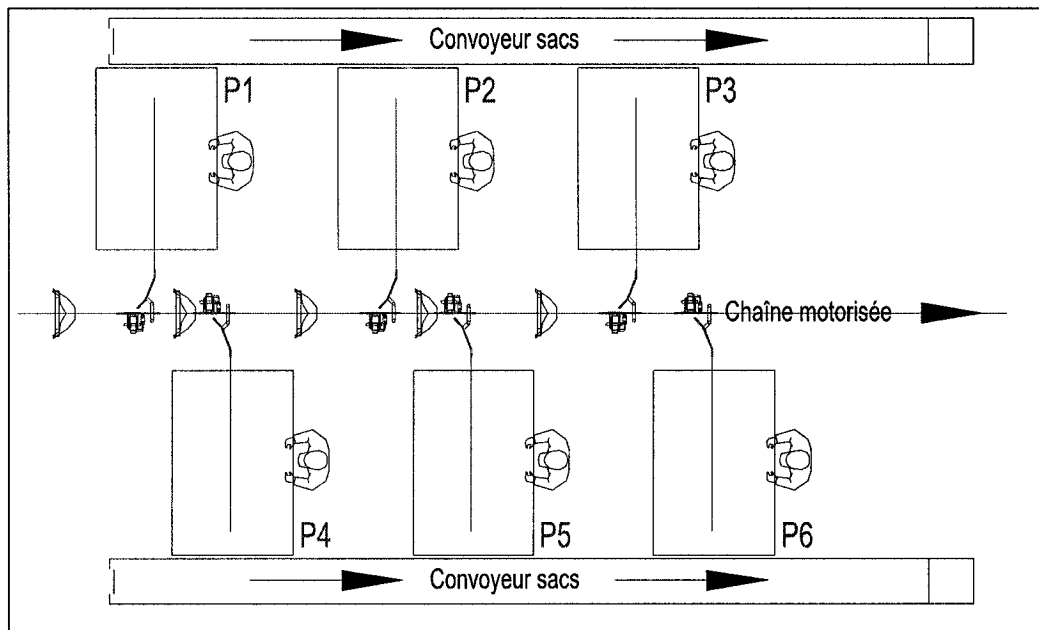 Convoyeur sacs
P1
P2
P3
Chaîne motorisée
P4
P5
P6
Convoyeur sacs